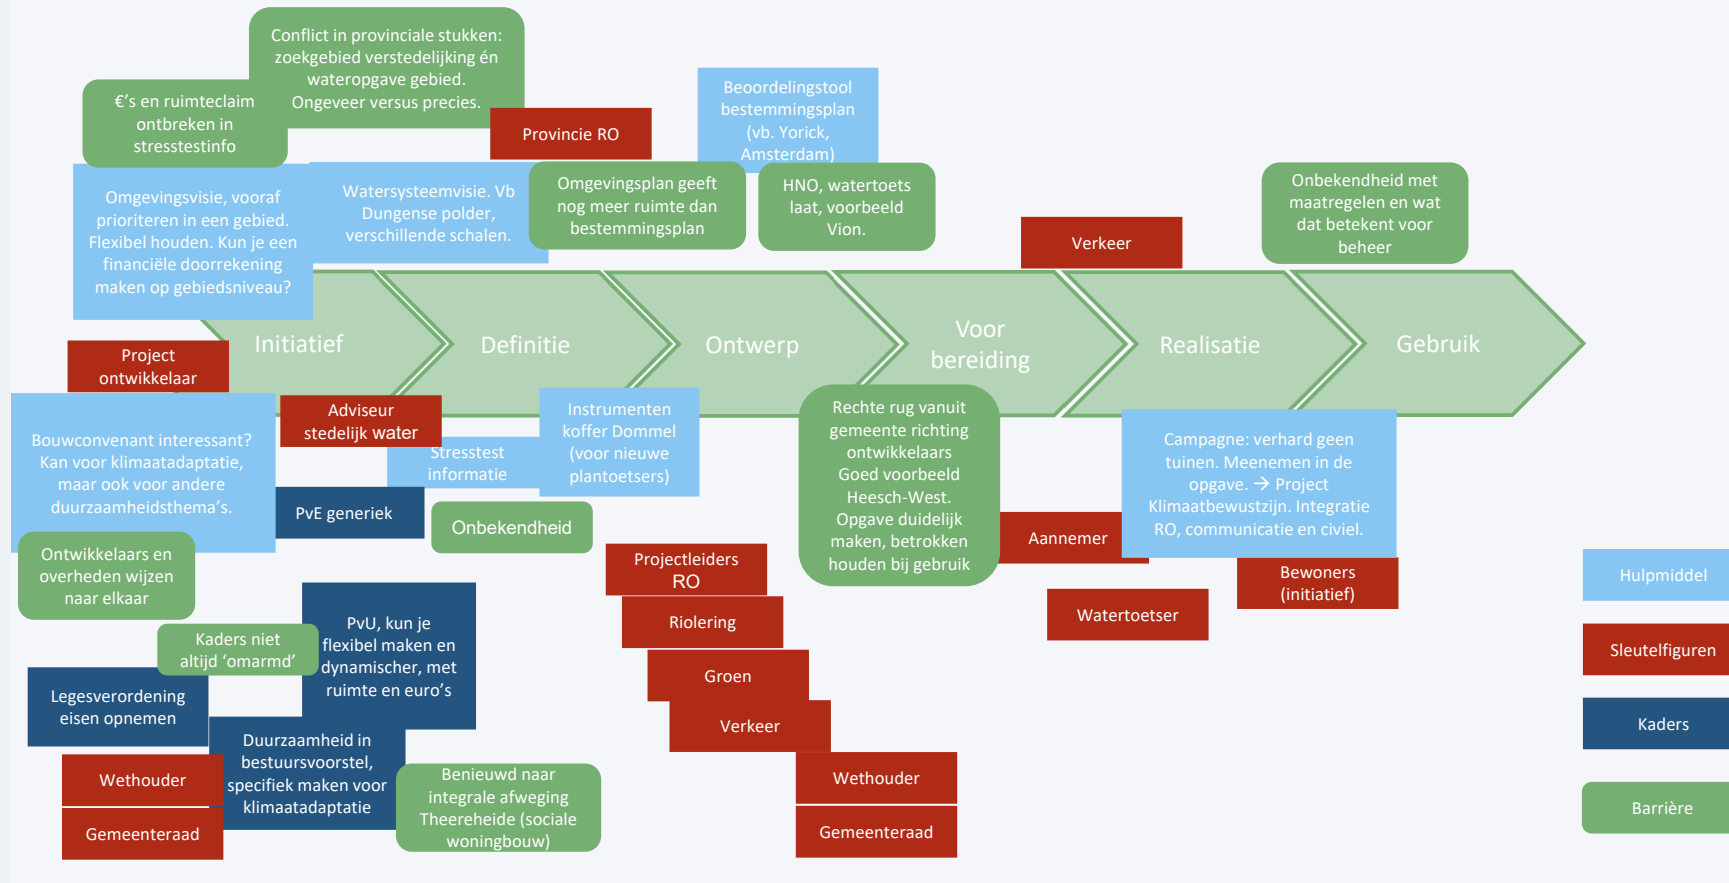 Conflict in provinciale stukken:
zoekgebied verstedelijking én
wateropgave gebied.
Ongeveer versus precies.
€'s en ruimteclaim
ontbreken in
stresstestinfo
Provincie RO
Beoordelingstool
bestemmingsplan
(vb. Yorick,
Amsterdam)
Omgevingsvisie, vooraf
prioriteren in een gebied.
Flexibel houden. Kun je een
financiële doorrekening
maken op gebiedsniveau?
Watersysteemvisie. Vb
Dungense polder,
verschillende schalen.
Omgevingsplan geeft
nog meer ruimte dan
bestemmingsplan
HNO, watertoets
laat, voorbeeld
Vion.
Verkeer
Onbekendheid met
maatregelen en wat
dat betekent voor
beheer
Initiatief
Definitie
Ontwerp
Voor
bereiding
Realisatie
Gebruik
Project
ontwikkelaar
Adviseur
stedelijk water
Bouwconvenant interessant?
Kan voor klimaatadaptatie,
maar ook voor andere
duurzaamheidsthema's.
Stresstest
informatie
Instrumenten
koffer Dommel
(voor nieuwe
plantoetsers)
Rechte rug vanuit
gemeente richting
ontwikkelaars
Goed voorbeeld
Heesch-West.
Opgave duidelijk
maken, betrokken
houden bij gebruik
Campagne: verhard geen
tuinen. Meenemen in de
opgave. → Project
Klimaatbewustzijn. Integratie
RO, communicatie en civiel.
PvE generiek
Onbekendheid
Ontwikkelaars en
overheden wijzen
naar elkaar
Projectleiders
RO
Aannemer
Bewoners
(initiatief)
Watertoetser
Riolering
Groen
Verkeer
Wethouder
Gemeenteraad
Kaders niet
altijd ‘omarmd’
PvU, kun je
flexibel maken en
dynamischer, met
ruimte en euro's
Legesverordening
eisen opnemen
Duurzaamheid in
bestuursvoorstel,
specifiek maken voor
klimaatadaptatie
Wethouder
Gemeenteraad
Benieuwd naar
integrale afweging
Theereheide (sociale
woningbouw)
Hulpmiddel
Sleutelfiguren
Kaders
Barrière